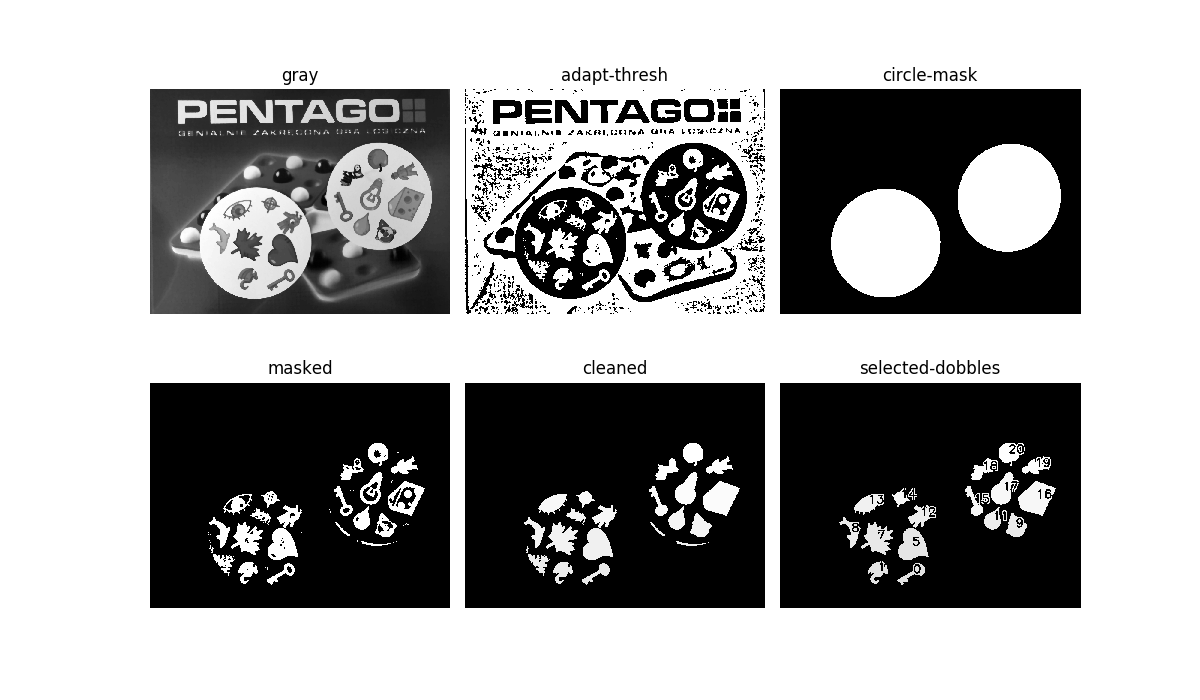 gray
adapt-thresh
circle-mask
PENTAGO
GENIALNIE ZAKRĘCONA GRA LOGICZNA
PENTAGO
GENIALNIE ZAKRĘCONA GRA LOGICZNA
masked
cleaned
selected-dobbles
20
18
19
17
16
15
11
9
14
13
12
8
7
5
1
0